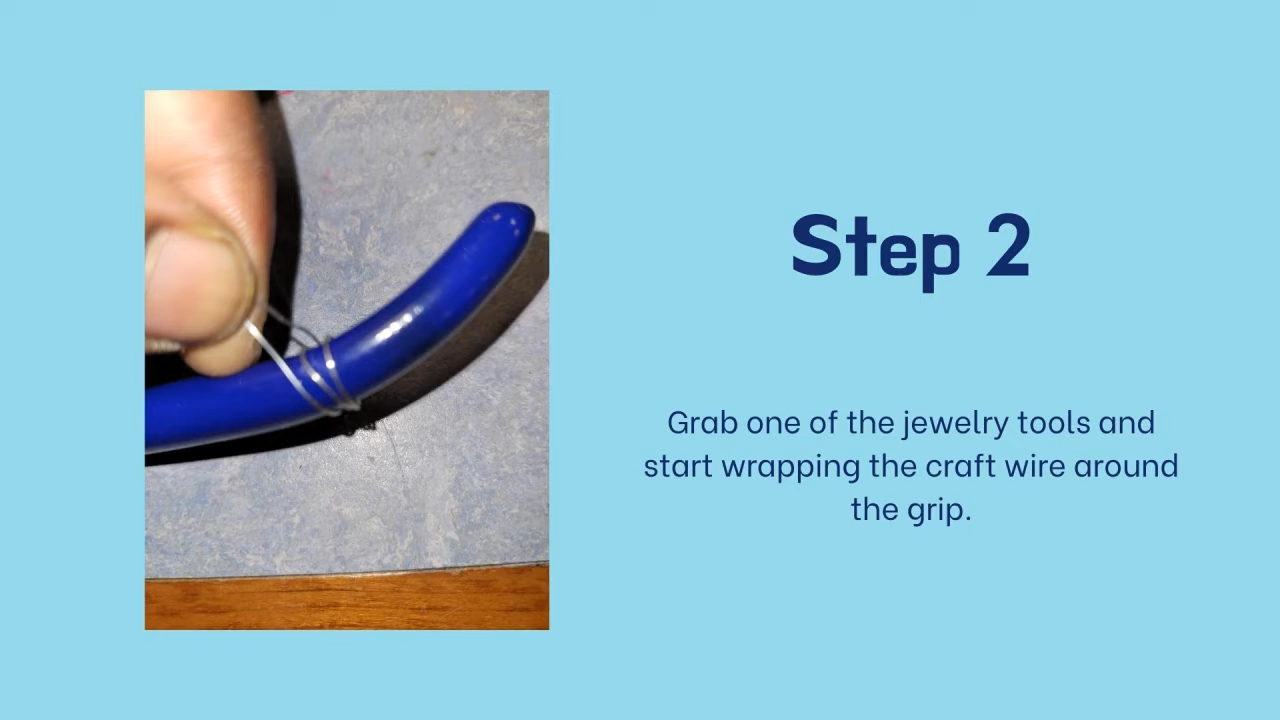 Step 2
Grab one of the jewelry tools and
start wrapping the craft wire around
the grip.